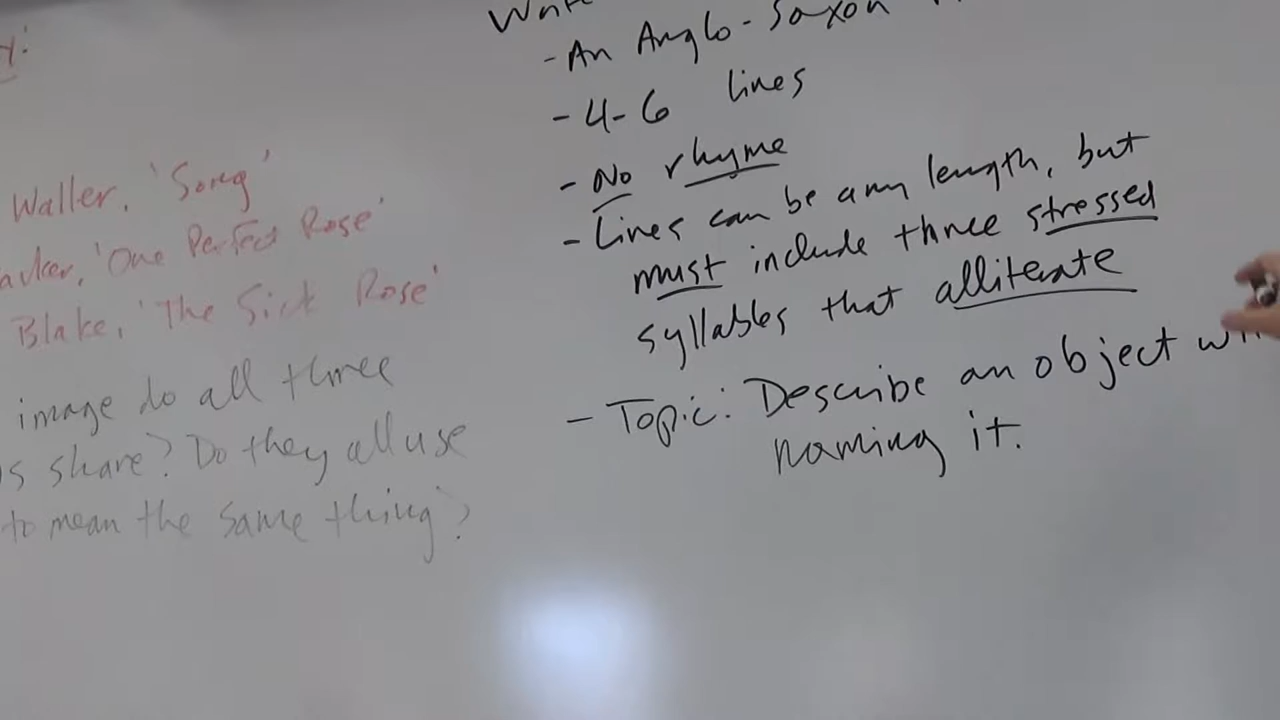 Waller, 'Song'
'One Perfect Rose'
Blake, 'The Sick Rose'
image do all three
share? Do they all use
to mean the same thing?
- An Anglo-Saxon
- 4-6 lines
- No rhyme
- Lines can be any length, but
must include three stressed
syllables that alliterate
- Topic: Describe an object
naming it.